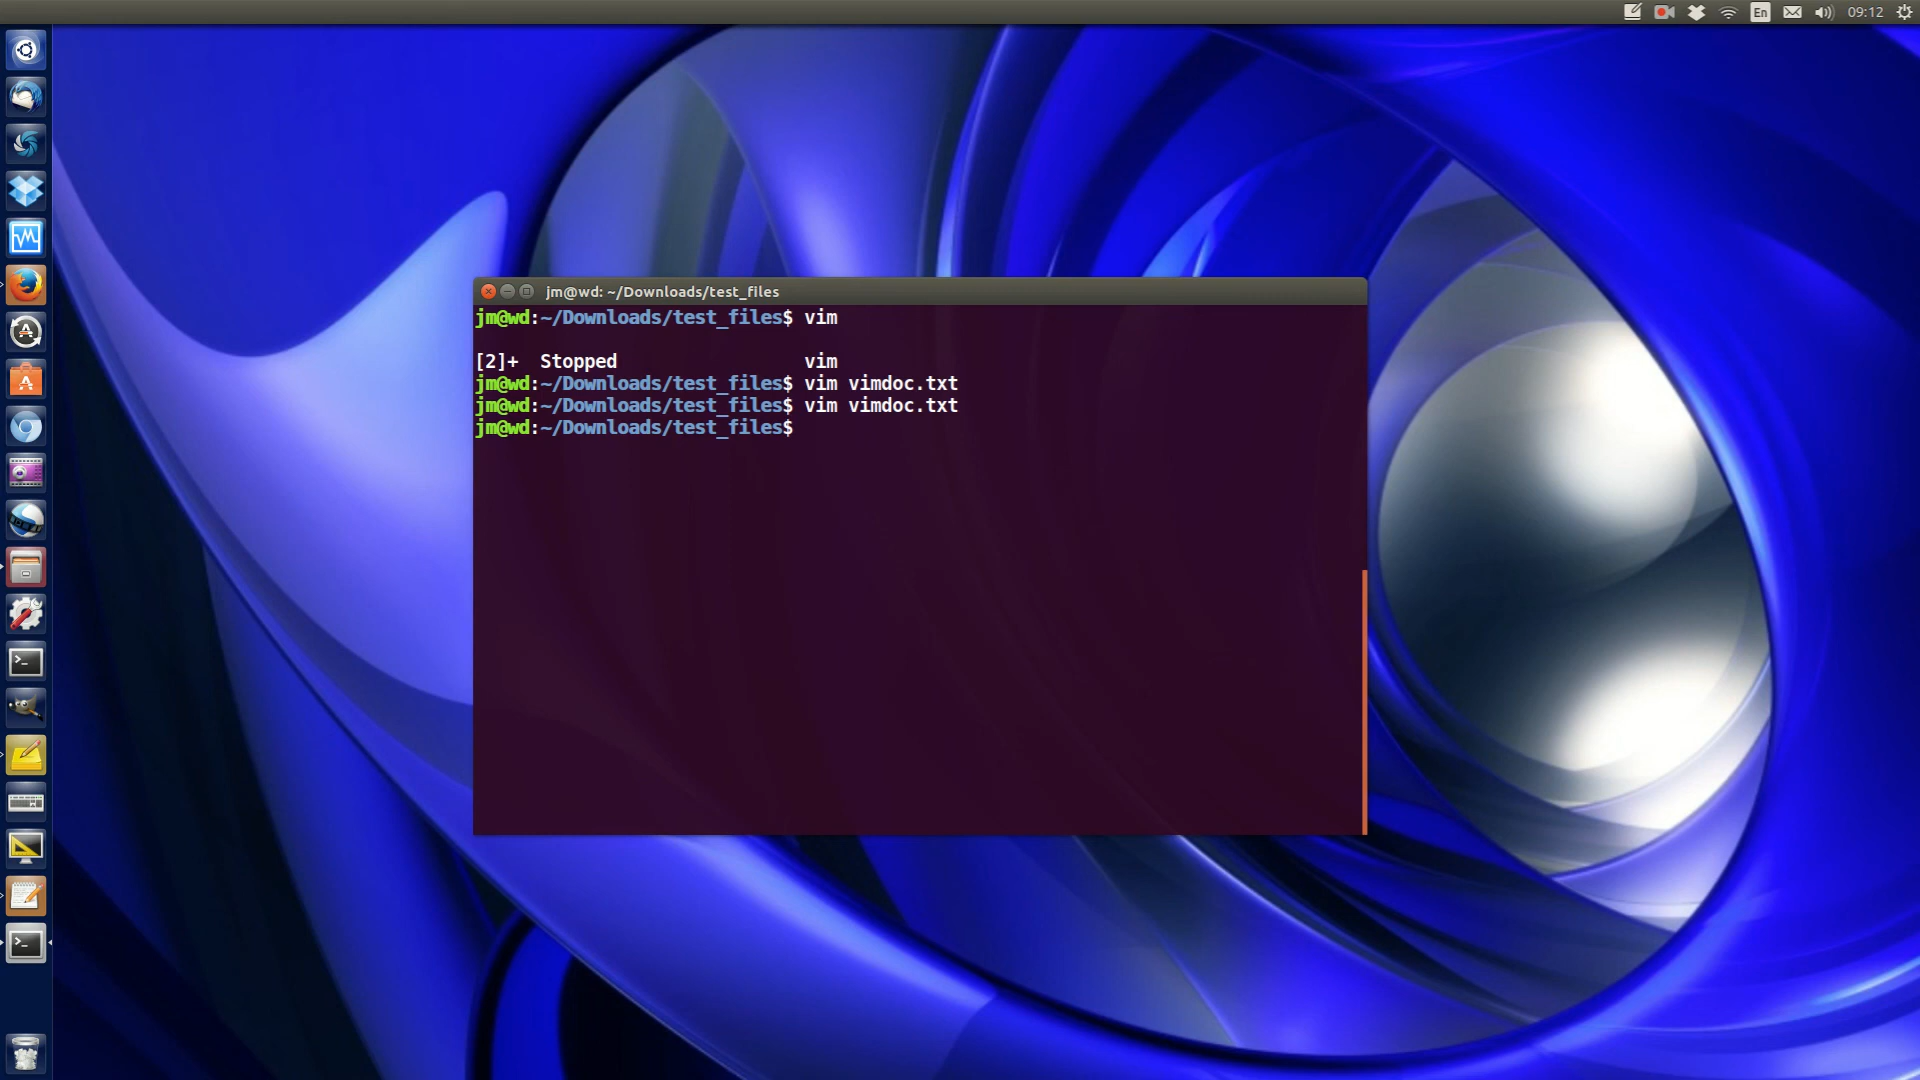 En 09:12
jm@wd: ~/Downloads/test_files
jm@wd:~/Downloads/test_files$ vim
[2]+  Stopped                 vim
jm@wd:~/Downloads/test_files$ vim vimdoc.txt
jm@wd:~/Downloads/test_files$ vim vimdoc.txt
jm@wd:~/Downloads/test_files$